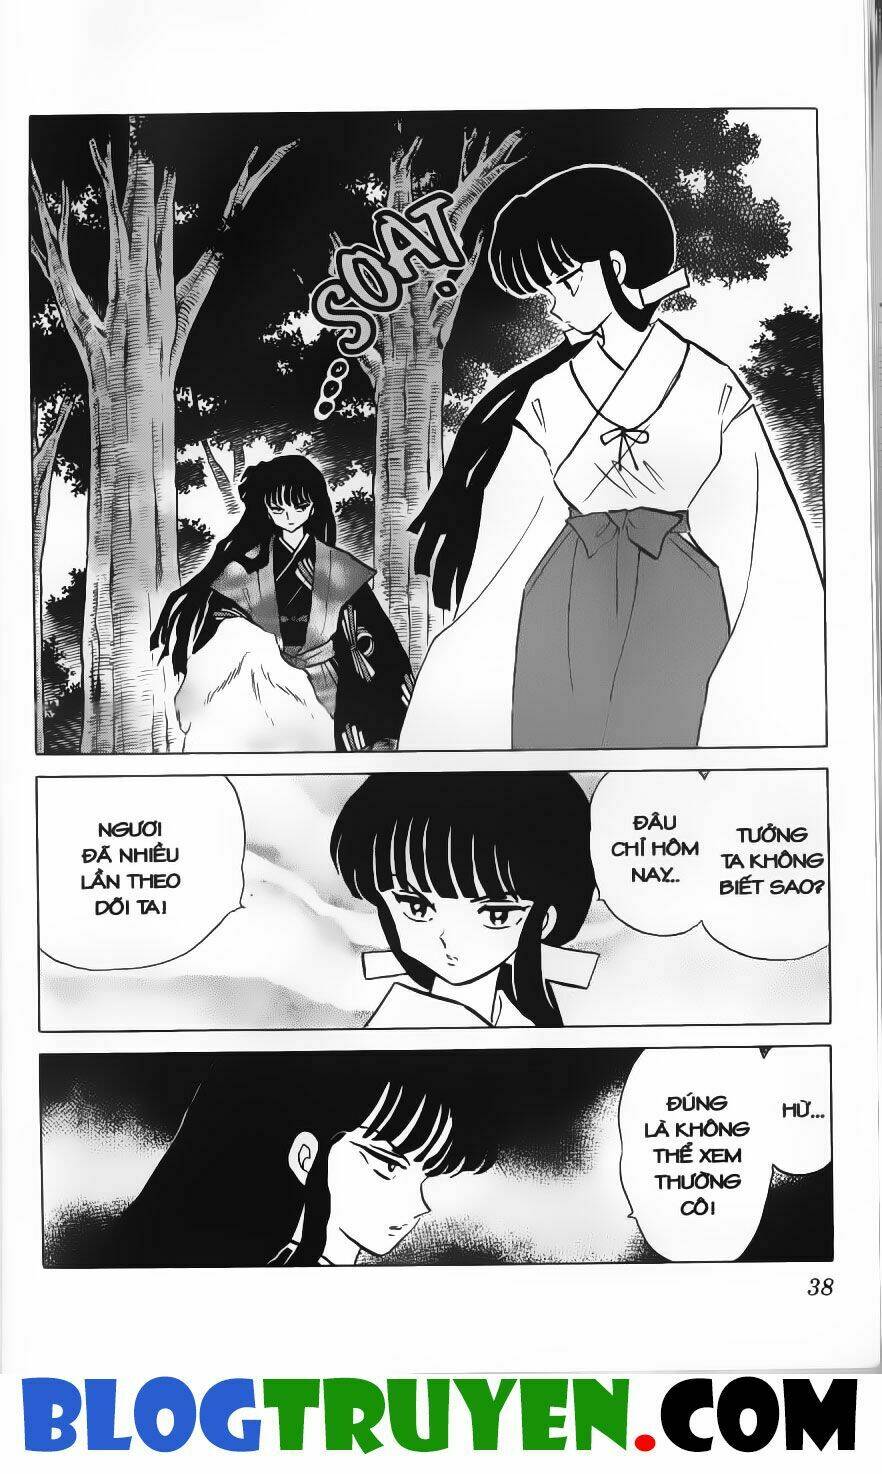 SOẠT
TƯỞNG
TA KHÔNG
BIẾT SAO?
ĐÂU
CHỈ HÔM
NAY...
NGƯƠI
ĐÃ NHIỀU
LẦN THEO
DÕI TA!
HỪ...
ĐÚNG
LÀ KHÔNG
THỂ XEM
THƯỜNG
CÔ!
38
BLOGTRUYEN.COM